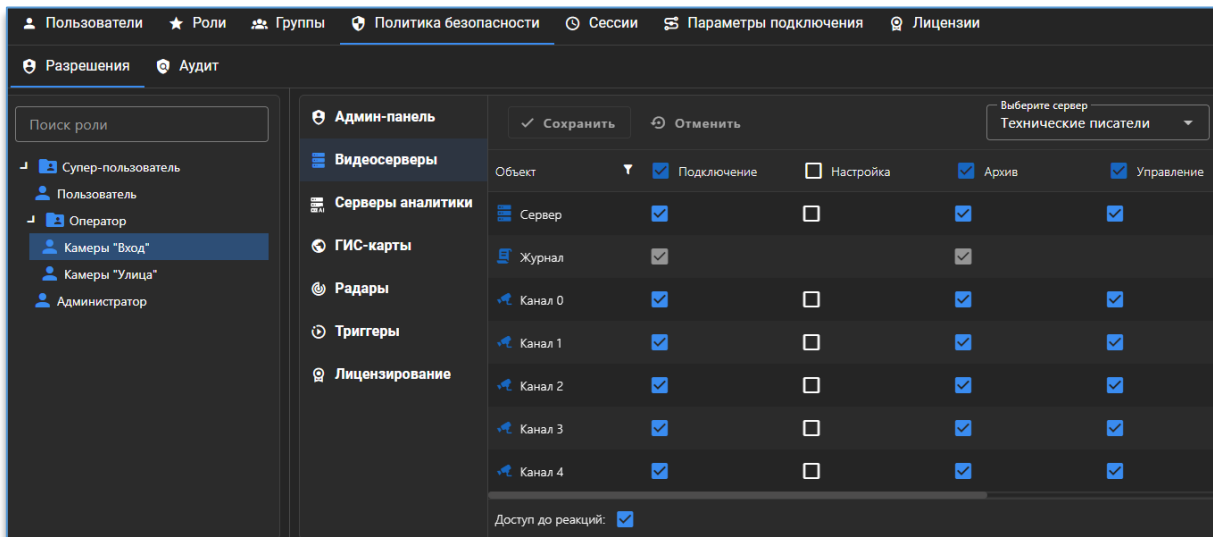 Пользователи Роли Группы Политика безопасности Сессии Параметры подключения Лицензии
Разрешения Аудит
Поиск роли
Супер-пользователь
Пользователь
Оператор
Камеры "Вход"
Камеры "Улица"
Администратор
Админ-панель
Видеосерверы
Серверы аналитики
ГИС-карты
Радары
Триггеры
Лицензирование
Сохранить Отменить
Выберите сервер
Технические писатели
Объект Подключение Настройка Архив Управление
Сервер
Журнал
Канал 0
Канал 1
Канал 2
Канал 3
Канал 4
Доступ до реакций: